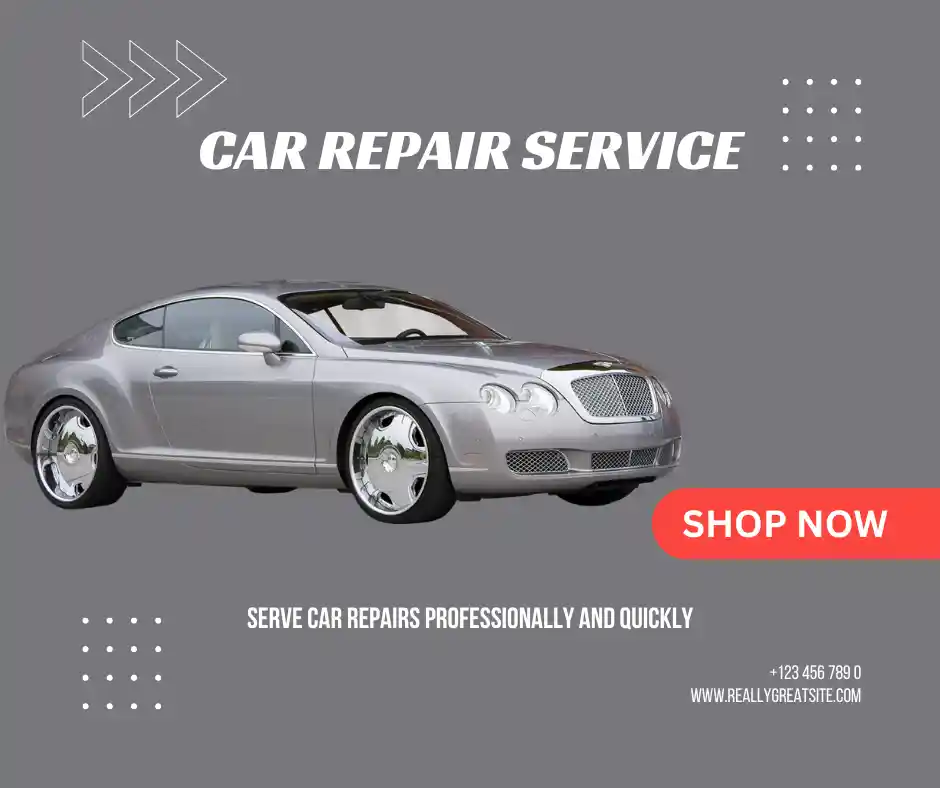 CAR REPAIR SERVICE
SHOP NOW
SERVE CAR REPAIRS PROFESSIONALLY AND QUICKLY
+123 456 789 0
WWW.REALLYGREATSITE.COM